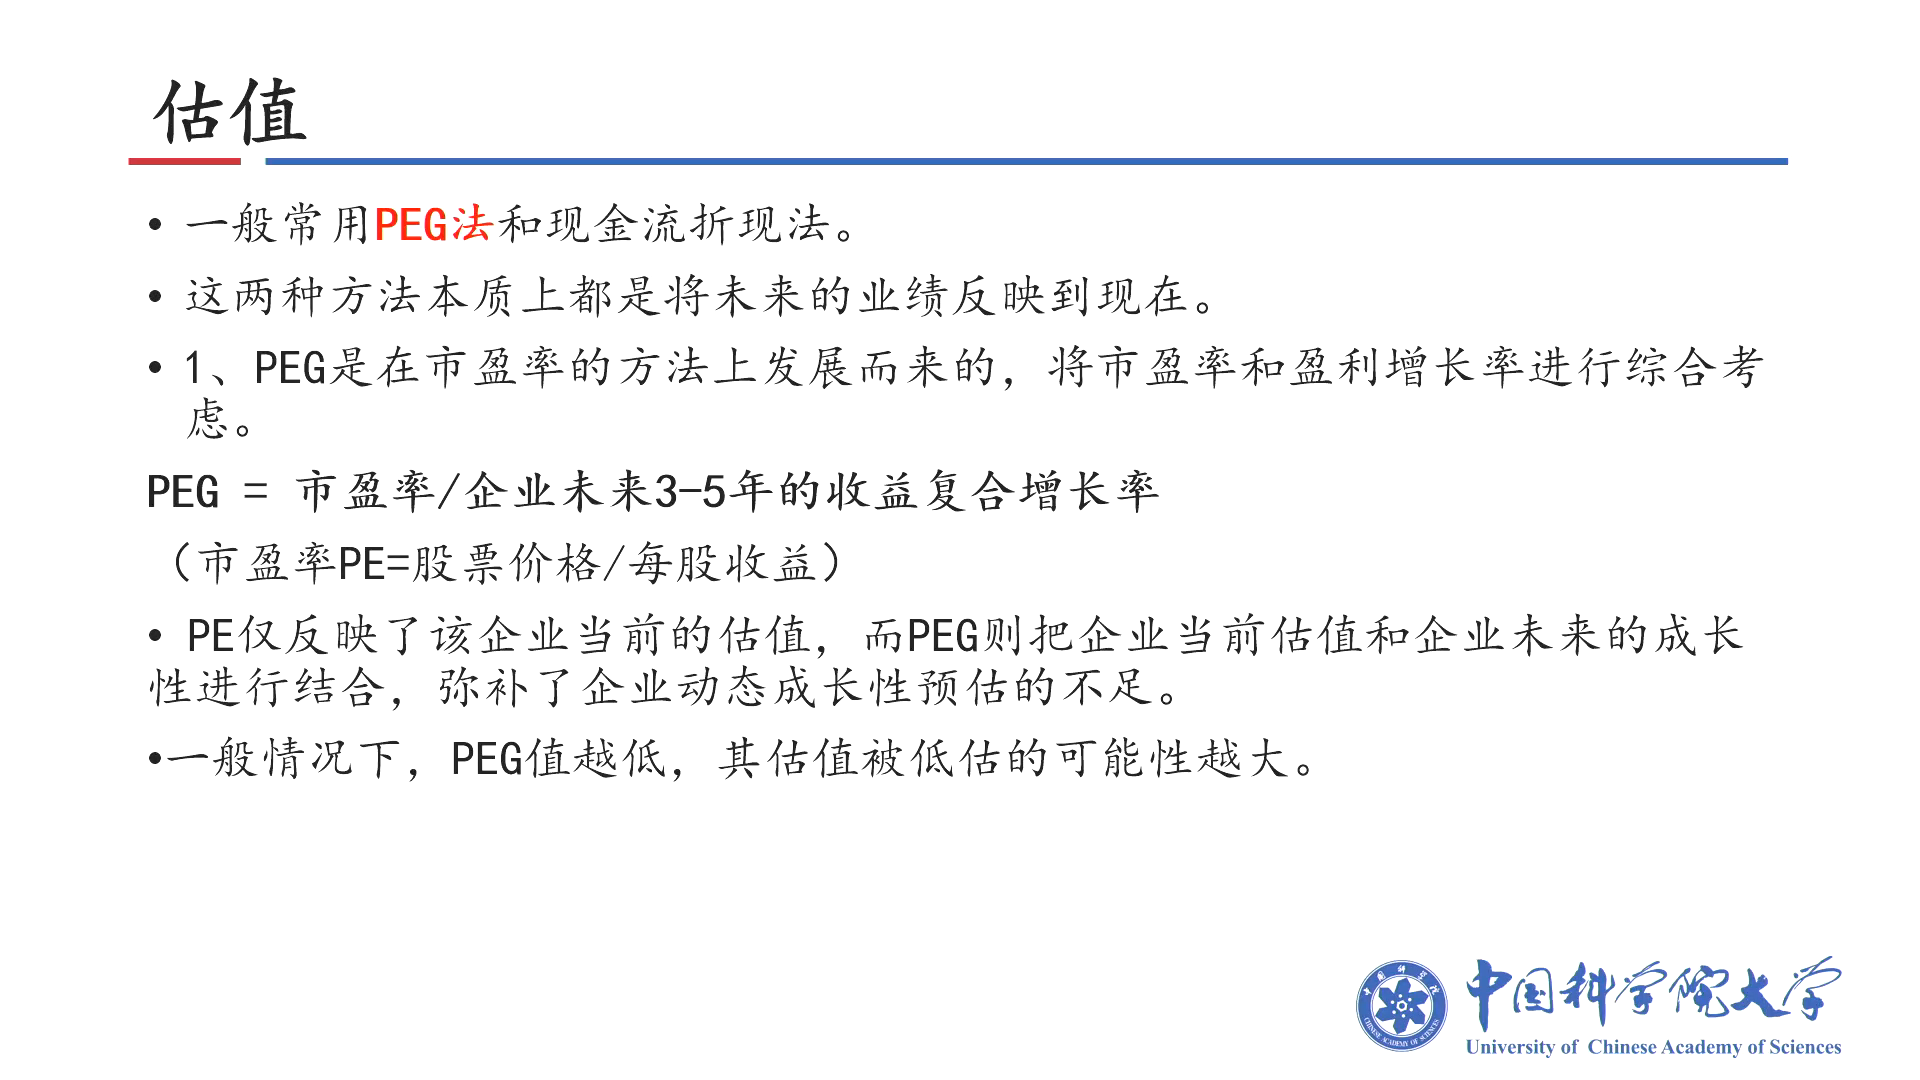 估值
• 一般常用PEG法和现金流折现法。
• 这两种方法本质上都是将未来的业绩反映到现在。
• 1、PEG是在市盈率的方法上发展而来的，将市盈率和盈利增长率进行综合考
虑。
PEG = 市盈率/企业未来3-5年的收益复合增长率
（市盈率PE=股票价格/每股收益）
• PE仅反映了该企业当前的估值，而PEG则把企业当前估值和企业未来的成长
性进行结合，弥补了企业动态成长性预估的不足。
•一般情况下，PEG值越低，其估值被低估的可能性越大。
中国科学院
CHINESE ACADEMY OF SCIENCES
中国科学院大学
University of Chinese Academy of Sciences